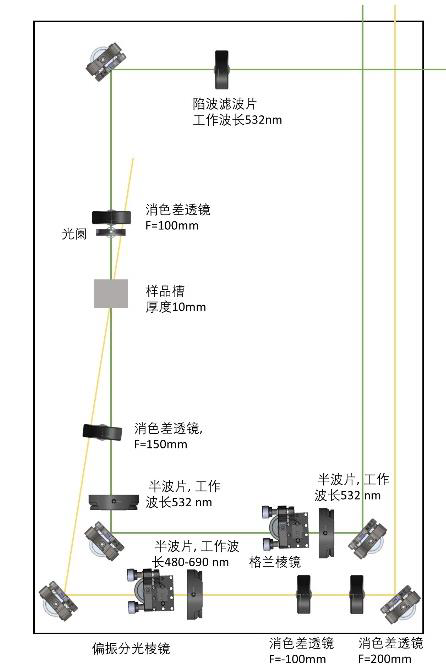 陷波滤波片
工作波长532nm
消色差透镜
F=100mm
光阑
样品槽
厚度10mm
消色差透镜,
F=150mm
半波片, 工作
波长532 nm
半波片, 工作
波长532 nm
半波片, 工作波
长480-690 nm
格兰棱镜
偏振分光棱镜
消色差透镜
F=-100mm
消色差透镜
F=200mm